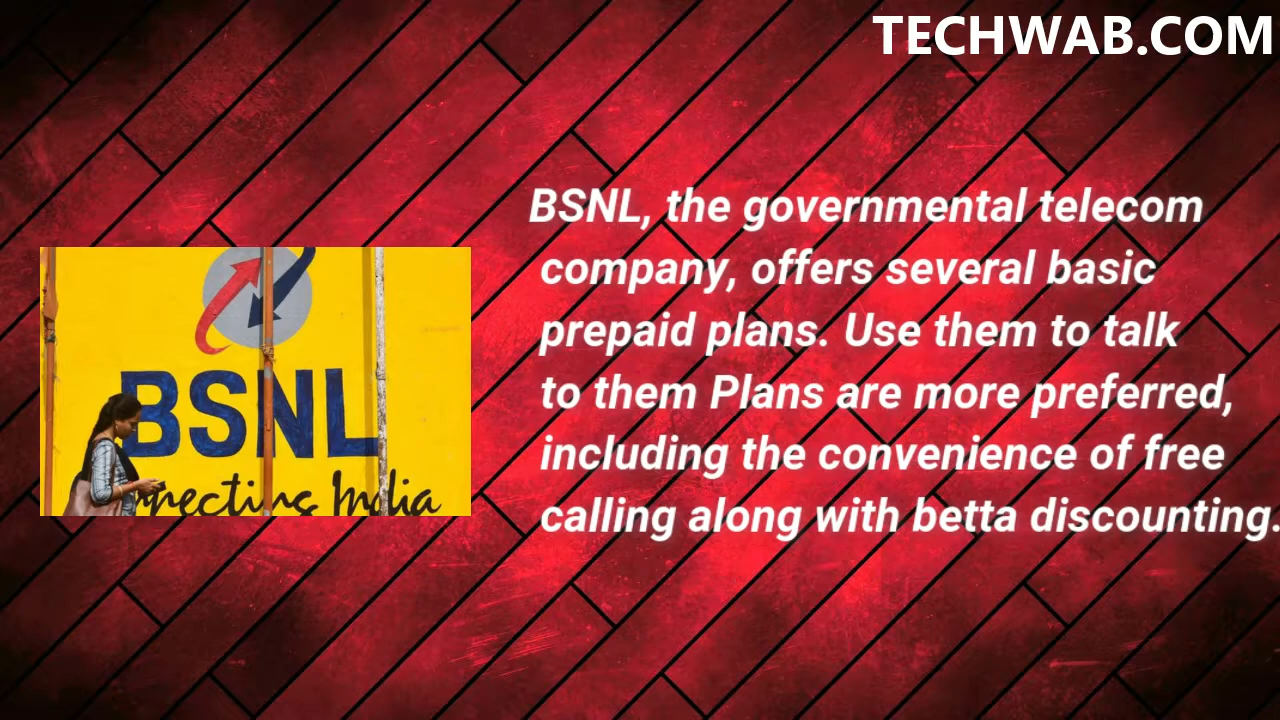 TECHWAB.COM
BSNL, the governmental telecom
company, offers several basic
prepaid plans. Use them to talk
to them Plans are more preferred,
including the convenience of free
calling along with betta discounting.
BSNL
nnecting India